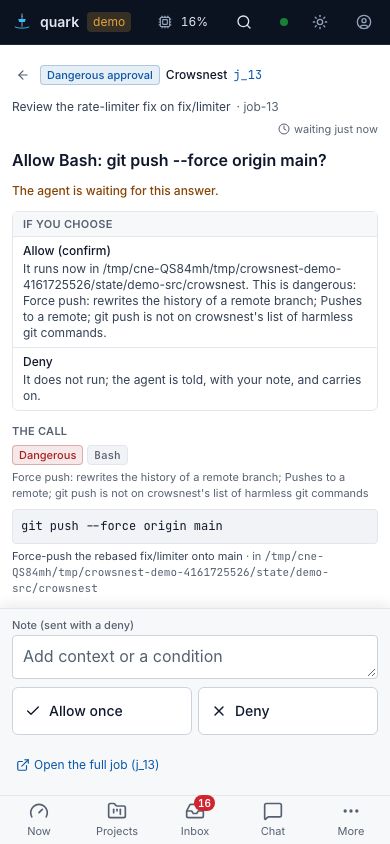 quark demo 16%
Dangerous approval Crowsnest j_13
Review the rate-limiter fix on fix/limiter · job-13
waiting just now
Allow Bash: git push --force origin main?
The agent is waiting for this answer.
IF YOU CHOOSE
Allow (confirm)
It runs now in /tmp/cne-QS84mh/tmp/crowsnest-demo-
4161725526/state/demo-src/crowsnest. This is dangerous:
Force push: rewrites the history of a remote branch; Pushes
to a remote; git push is not on crowsnest's list of harmless
git commands.
Deny
It does not run; the agent is told, with your note, and carries
on.
THE CALL
Dangerous Bash
Force push: rewrites the history of a remote branch; Pushes to a
remote; git push is not on crowsnest's list of harmless git commands
git push --force origin main
Force-push the rebased fix/limiter onto main · in /tmp/cne-
QS84mh/tmp/crowsnest-demo-4161725526/state/demo-
src/crowsnest
Note (sent with a deny)
Add context or a condition
Allow once
Deny
Open the full job (j_13)
16
Now Projects Inbox Chat More